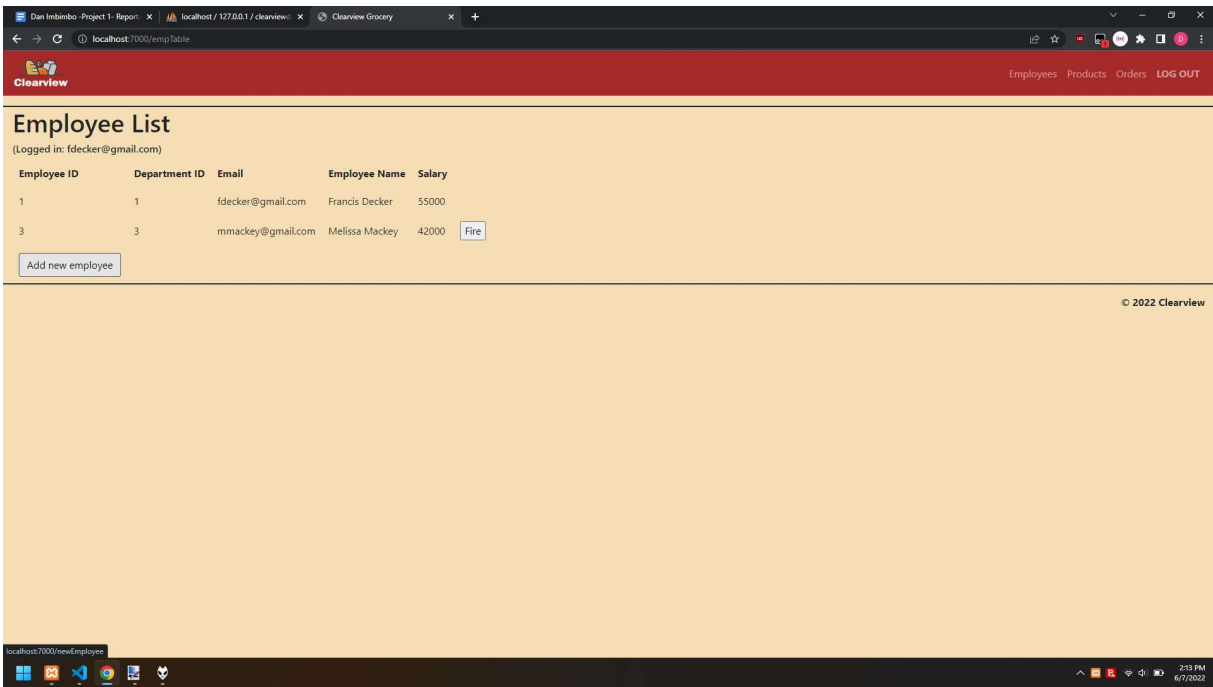 Dan Imbimbo -Project 1- Report
localhost / 127.0.0.1 / clearviewd
Clearview Grocery
localhost:7000/empTable
Clearview
Employees Products Orders LOG OUT
Employee List
(Logged in: fdecker@gmail.com)
Employee ID Department ID Email Employee Name Salary
1 1 fdecker@gmail.com Francis Decker 55000
3 3 mmackey@gmail.com Melissa Mackey 42000 Fire
Add new employee
© 2022 Clearview
localhost:7000/newEmployee
2:13 PM
6/7/2022